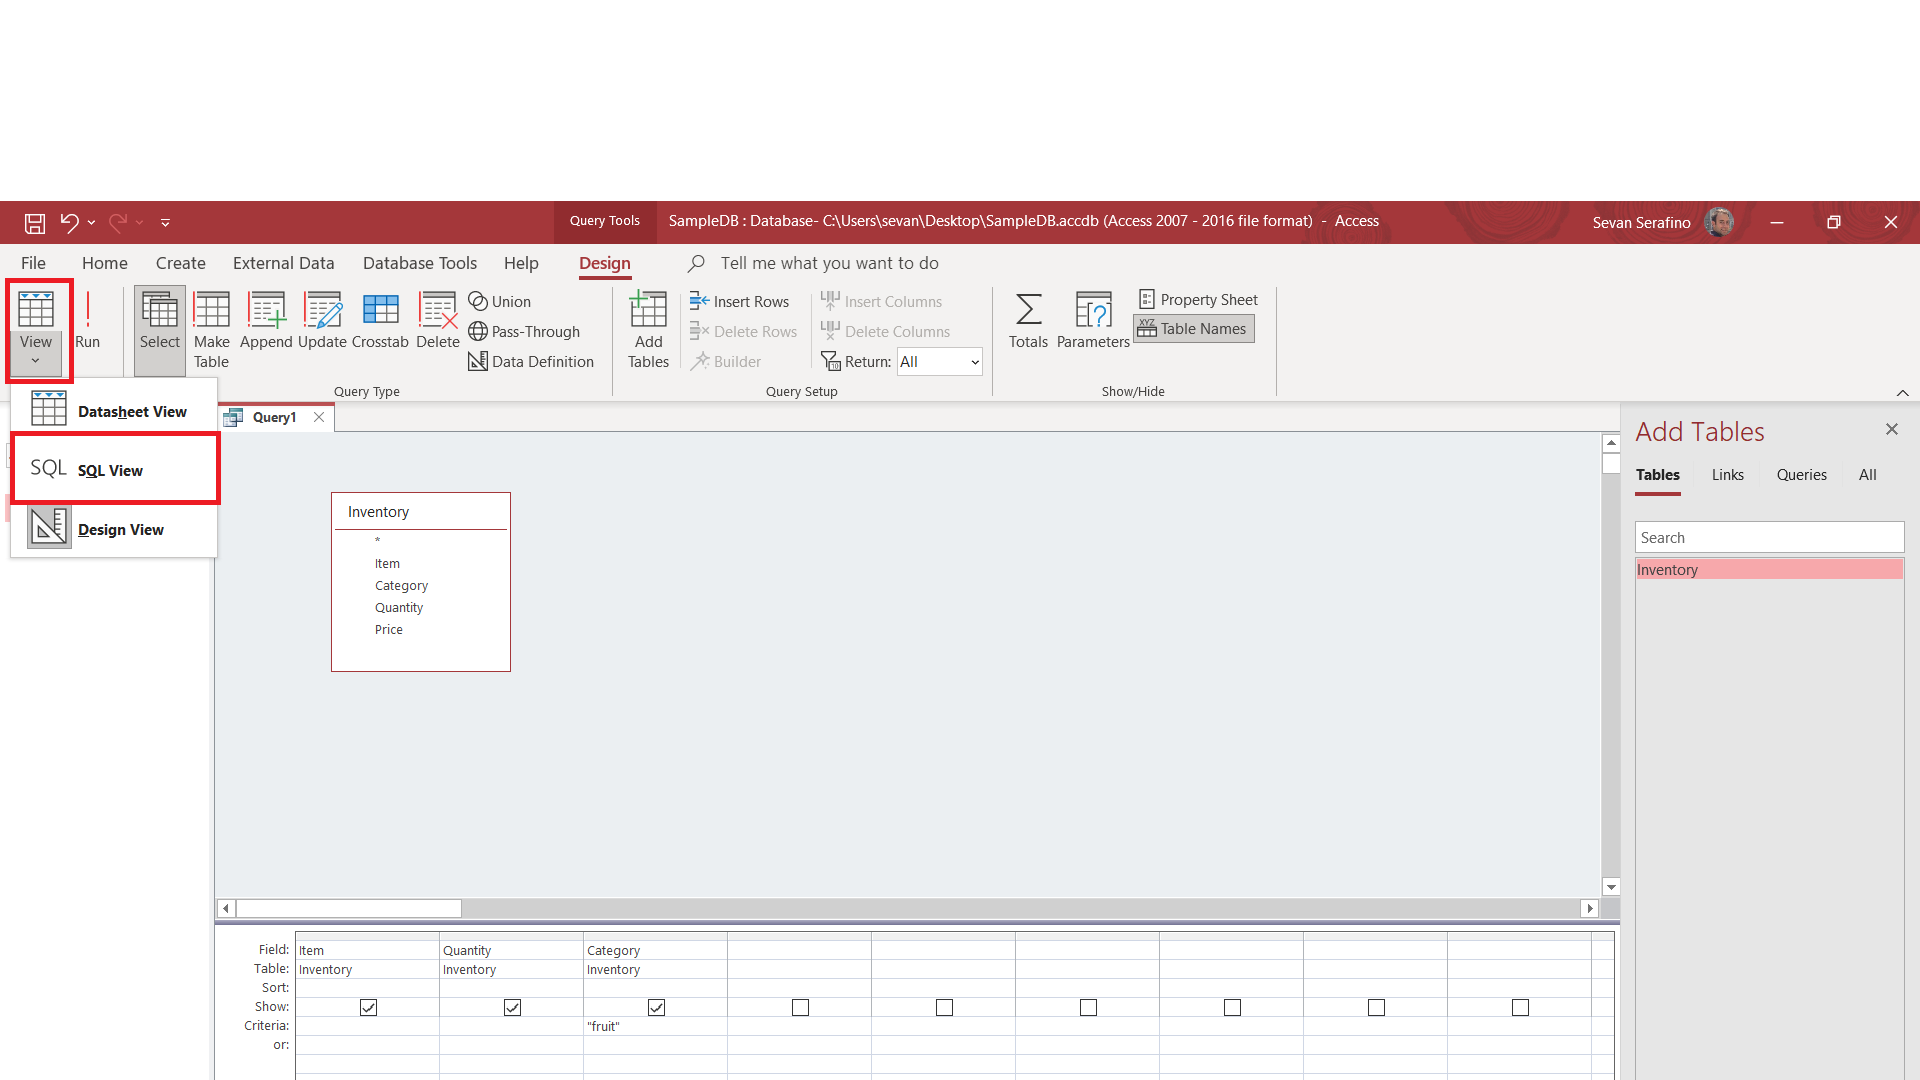 Query Tools
SampleDB : Database- C:\Users\sevan\Desktop\SampleDB.accdb (Access 2007 - 2016 file format) - Access
Sevan Serafino
File Home Create External Data Database Tools Help Design Tell me what you want to do
View
Run
Select
Make Table
Append
Update
Crosstab
Delete
Union
Pass-Through
Data Definition
Query Type
Add Tables
Insert Rows
Delete Rows
Builder
Insert Columns
Delete Columns
Return: All
Query Setup
Totals
Parameters
Property Sheet
XYZ Table Names
Show/Hide
Datasheet View
SQL SQL View
Design View
Query1
Inventory
*
Item
Category
Quantity
Price
Add Tables
Tables Links Queries All
Search
Inventory
Field: Item Quantity Category
Table: Inventory Inventory Inventory
Sort:
Show:
Criteria: "fruit"
or: